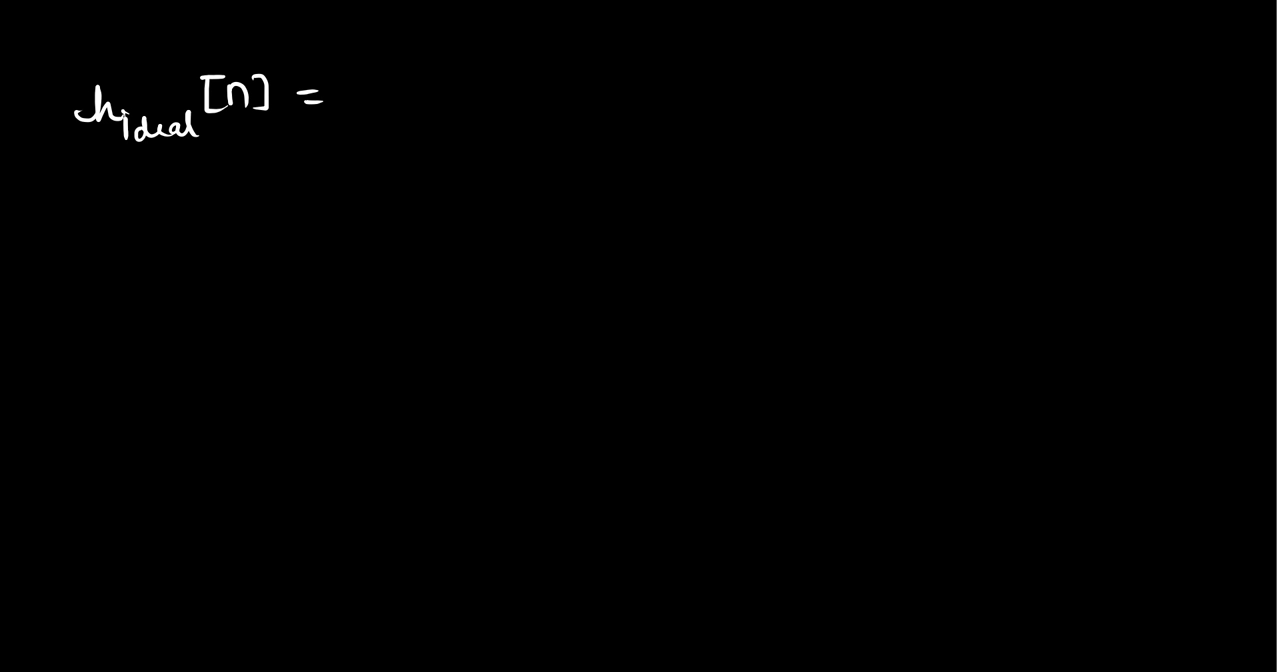 h_ideal [n] =